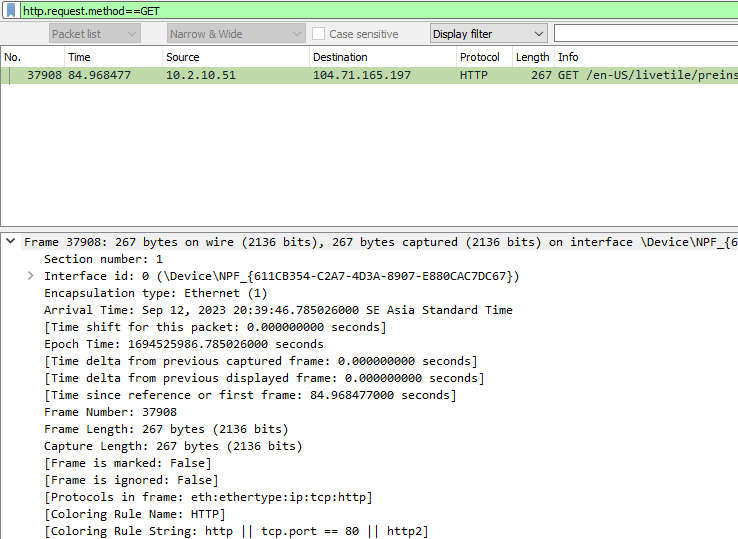 http.request.method==GET
Packet list Narrow & Wide Case sensitive Display filter
No. Time Source Destination Protocol Length Info
37908 84.968477 10.2.10.51 104.71.165.197 HTTP 267 GET /en-US/livetile/preins
Frame 37908: 267 bytes on wire (2136 bits), 267 bytes captured (2136 bits) on interface \Device\NPF_{6
Section number: 1
Interface id: 0 (\Device\NPF_{611CB354-C2A7-4D3A-8907-E880CAC7DC67})
Encapsulation type: Ethernet (1)
Arrival Time: Sep 12, 2023 20:39:46.785026000 SE Asia Standard Time
[Time shift for this packet: 0.000000000 seconds]
Epoch Time: 1694525986.785026000 seconds
[Time delta from previous captured frame: 0.000000000 seconds]
[Time delta from previous displayed frame: 0.000000000 seconds]
[Time since reference or first frame: 84.968477000 seconds]
Frame Number: 37908
Frame Length: 267 bytes (2136 bits)
Capture Length: 267 bytes (2136 bits)
[Frame is marked: False]
[Frame is ignored: False]
[Protocols in frame: eth:ethertype:ip:tcp:http]
[Coloring Rule Name: HTTP]
[Coloring Rule String: http || tcp.port == 80 || http2]